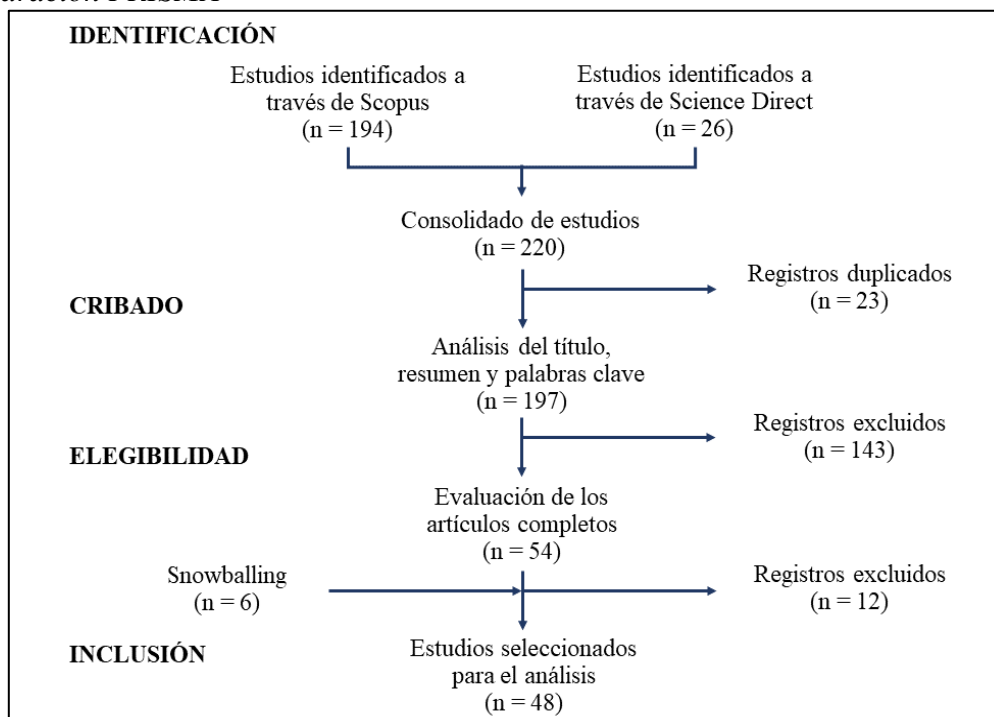 PRISMA
IDENTIFICACIÓN
Estudios identificados a
través de Scopus
(n = 194)
Estudios identificados a
través de Science Direct
(n = 26)
Consolidado de estudios
(n = 220)
Registros duplicados
(n = 23)
CRIBADO
Análisis del título,
resumen y palabras clave
(n = 197)
Registros excluidos
(n = 143)
ELEGIBILIDAD
Evaluación de los
artículos completos
(n = 54)
Snowballing
(n = 6)
Registros excluidos
(n = 12)
INCLUSIÓN
Estudios seleccionados
para el análisis
(n = 48)